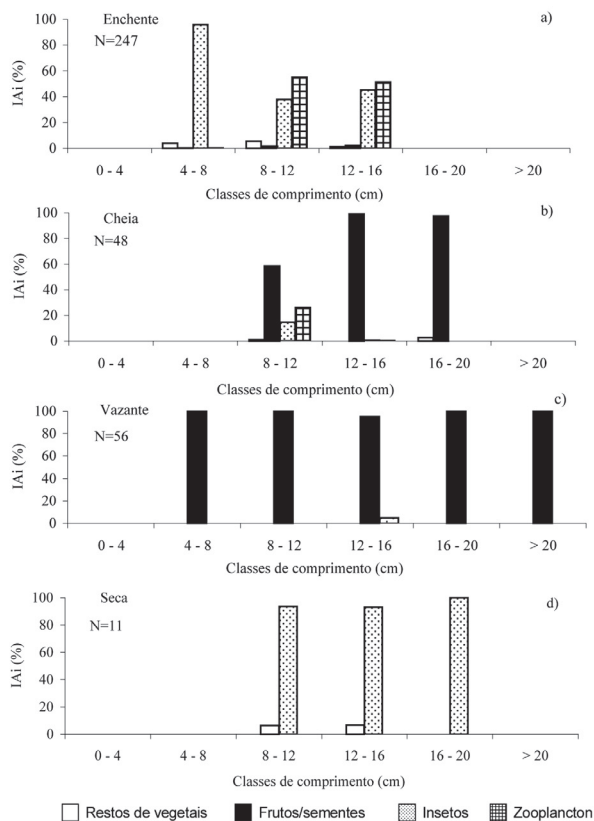 Enchente
a)
N=247
IAi (%)
100
80
60
40
20
0
0 - 4 4 - 8 8 - 12 12 - 16 16 - 20 > 20
Classes de comprimento (cm)
Cheia
b)
N=48
IAi (%)
100
80
60
40
20
0
0 - 4 4 - 8 8 - 12 12 - 16 16 - 20 > 20
Classes de comprimento (cm)
Vazante
c)
N=56
IAi (%)
100
80
60
40
20
0
0 - 4 4 - 8 8 - 12 12 - 16 16 - 20 > 20
Classes de comprimento (cm)
Seca
d)
N=11
IAi (%)
100
80
60
40
20
0
0 - 4 4 - 8 8 - 12 12 - 16 16 - 20 > 20
Classes de comprimento (cm)
Restos de vegetais Frutos/sementes Insetos Zooplancton